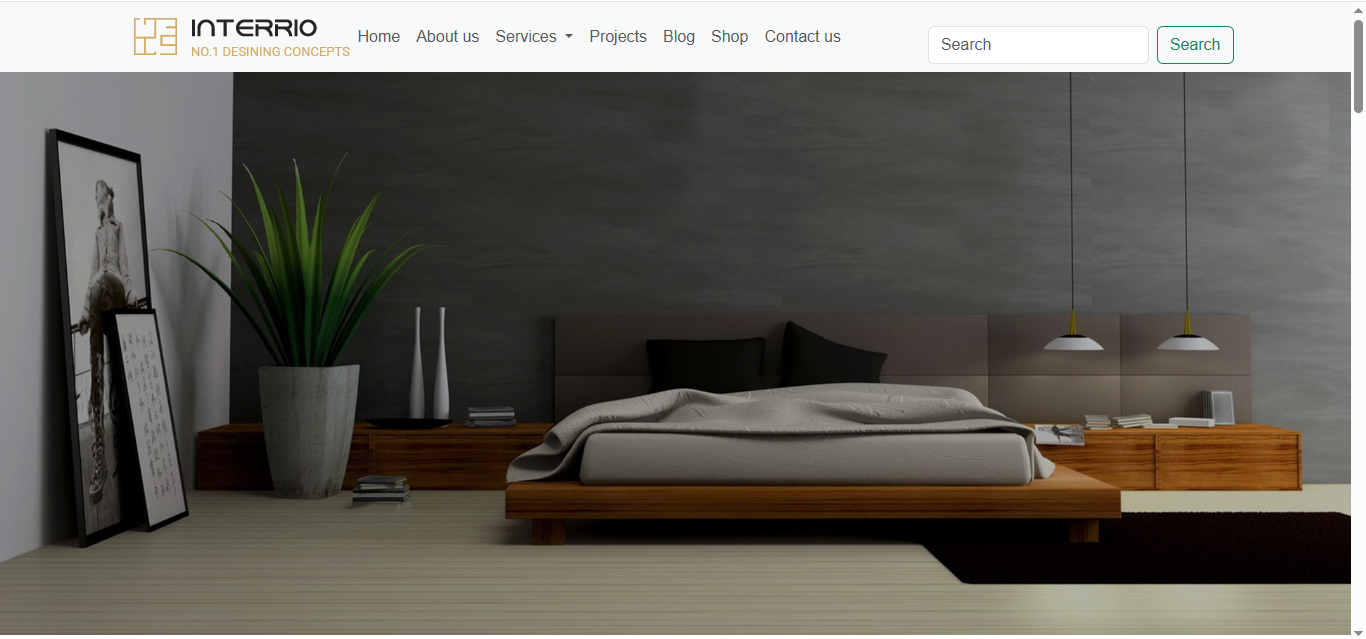 INTERRIO
NO.1 DESINING CONCEPTS
Home About us Services Projects Blog Shop Contact us
Search Search